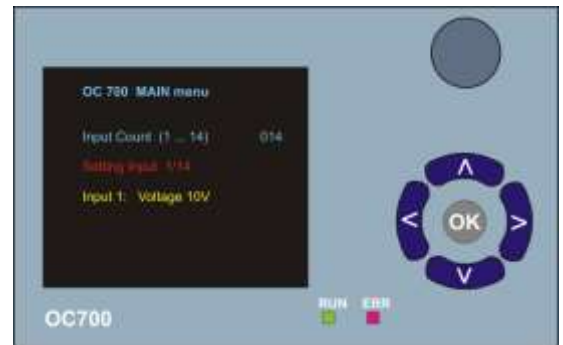 OC 700 MAIN menu
Input Count (1 ... 14) 014
Setting Input 1/14
Input 1: Voltage 10V
< ^ OK > v
RUN ERR
OC700